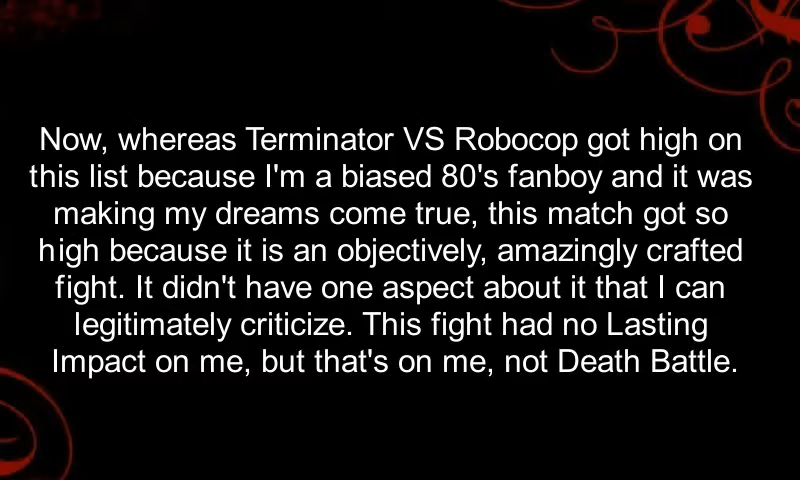 Now, whereas Terminator VS Robocop got high on
this list because I'm a biased 80's fanboy and it was
making my dreams come true, this match got so
high because it is an objectively, amazingly crafted
fight. It didn't have one aspect about it that I can
legitimately criticize. This fight had no Lasting
Impact on me, but that's on me, not Death Battle.